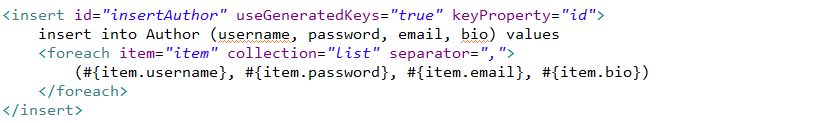 <insert id="insertAuthor" useGeneratedKeys="true" keyProperty="id">
    insert into Author (username, password, email, bio) values
    <foreach item="item" collection="list" separator=",">
        (#{item.username}, #{item.password}, #{item.email}, #{item.bio})
    </foreach>
</insert>